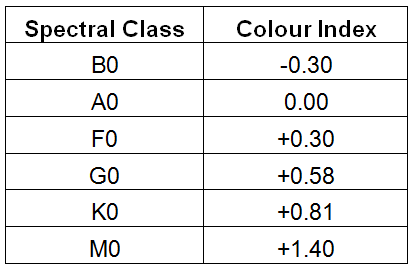 Spectral Class Colour Index
B0 -0.30
A0 0.00
F0 +0.30
G0 +0.58
K0 +0.81
M0 +1.40